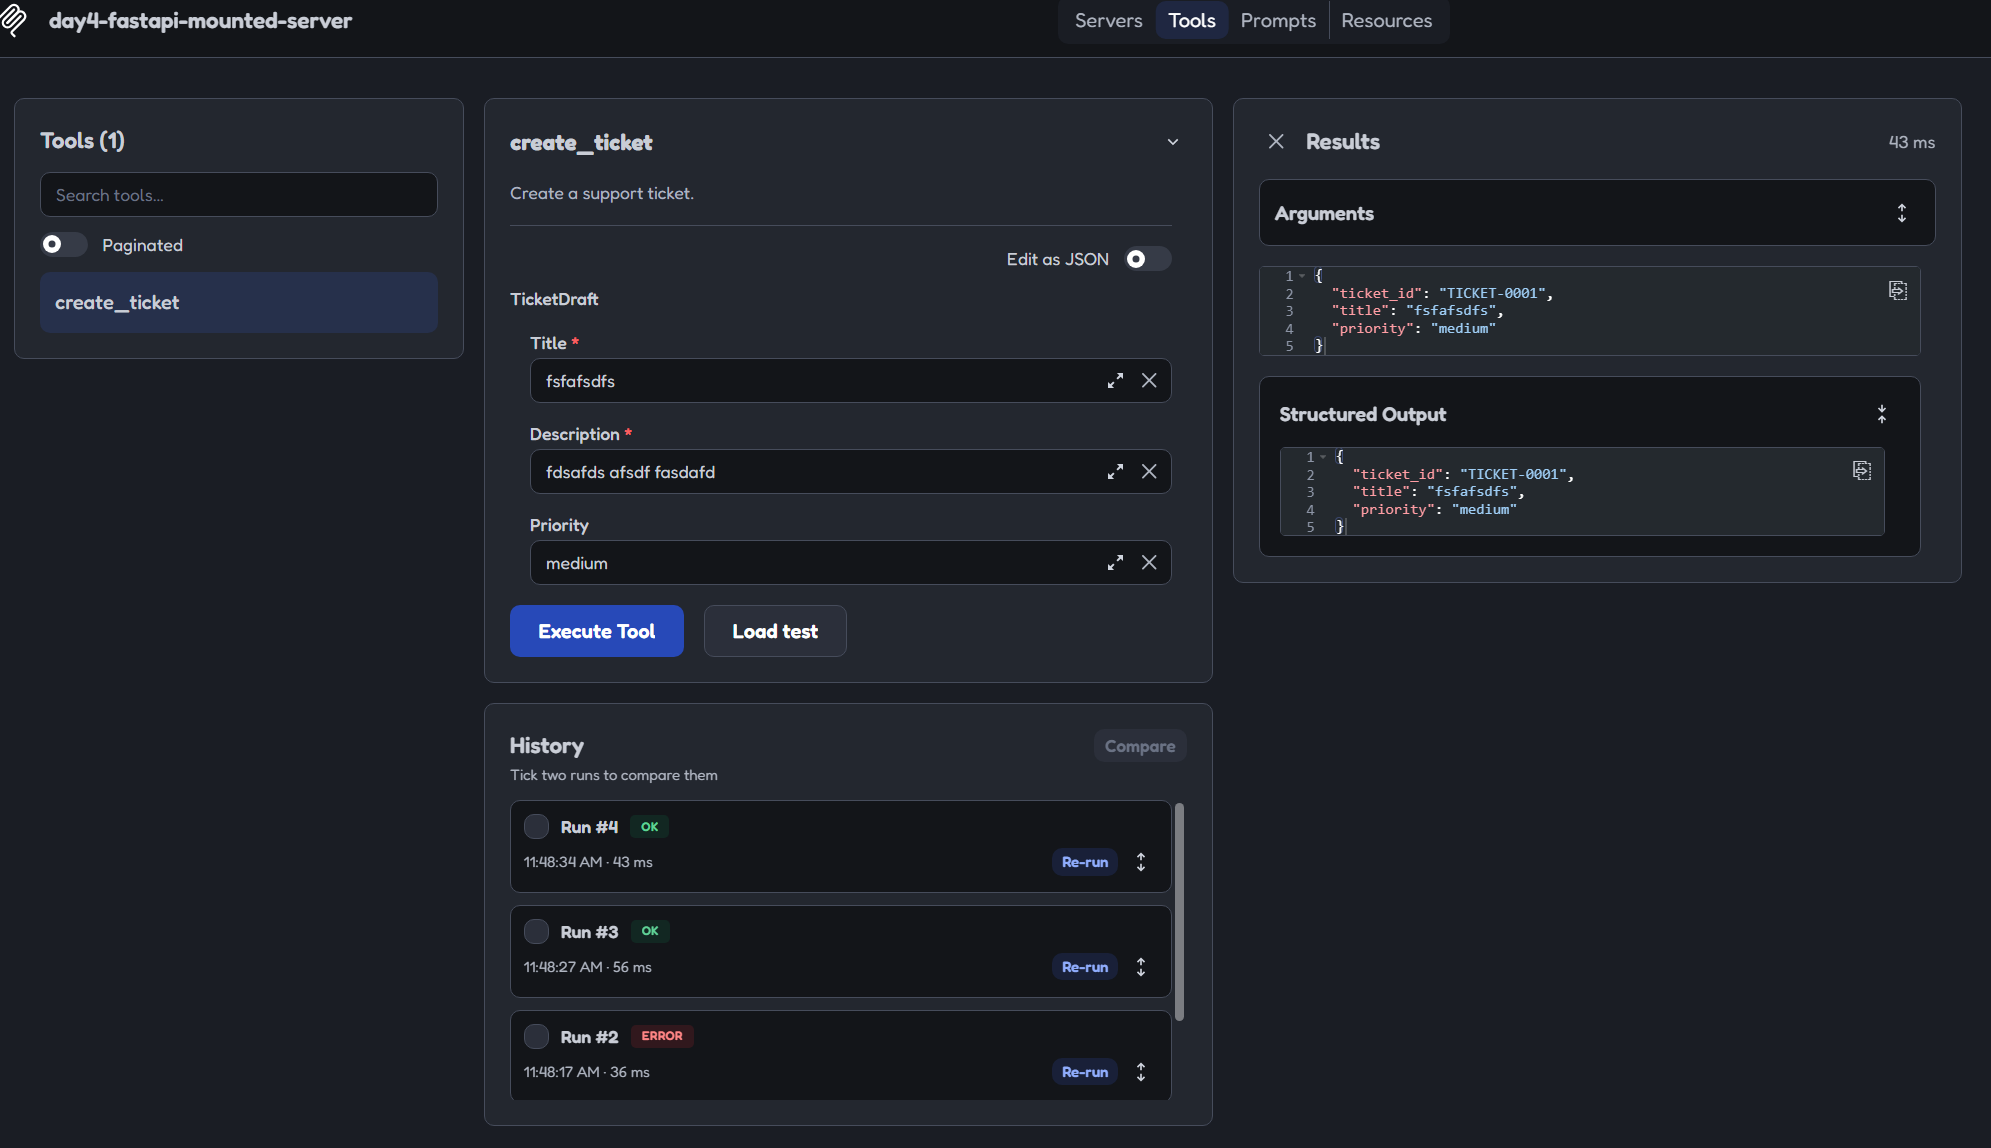 day4-fastapi-mounted-server
Servers
Tools
Prompts
Resources
Tools (1)
Search tools...
Paginated
create_ticket
create_ticket
Create a support ticket.
Edit as JSON
TicketDraft
Title *
fsfafsdfs
Description *
fdsafds afsdf fasdafd
Priority
medium
Execute Tool
Load test
History
Compare
Tick two runs to compare them
Run #4 OK
11:48:34 AM · 43 ms
Re-run
Run #3 OK
11:48:27 AM · 56 ms
Re-run
Run #2 ERROR
11:48:17 AM · 36 ms
Re-run
Results
43 ms
Arguments
1 {
2 "ticket_id": "TICKET-0001",
3 "title": "fsfafsdfs",
4 "priority": "medium"
5 }
Structured Output
1 {
2 "ticket_id": "TICKET-0001",
3 "title": "fsfafsdfs",
4 "priority": "medium"
5 }